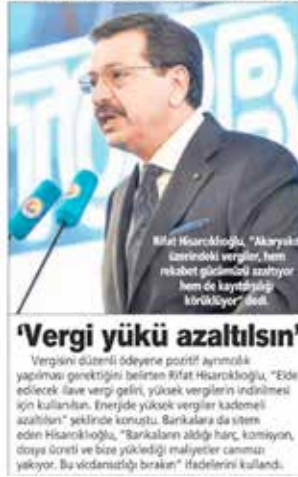 TOBB
Rifat Hisarcıklıoğlu, "Akaryakıt
üzerindeki vergiler, hem
rekabet gücümüzü azaltıyor
hem de kayıtdışılığı
körüklüyor" dedi.
'Vergi yükü azaltılsın'
Vergisini düzenli ödeyene pozitif ayrımcılık
yapılması gerektiğini belirten Rifat Hisarcıklıoğlu, "Elde
edilecek ilave vergi geliri, yüksek vergilerin indirilmesi
için kullanılsın. Enerjide yüksek vergiler kademeli
azaltılsın" şeklinde konuştu. Bankalara da sitem
eden Hisarcıklıoğlu, "Bankaların aldığı harç, komisyon,
dosya ücreti ve bize yüklediği maliyetler canımızı
yakıyor. Bu vicdansızlığı bırakın" ifadelerini kullandı.